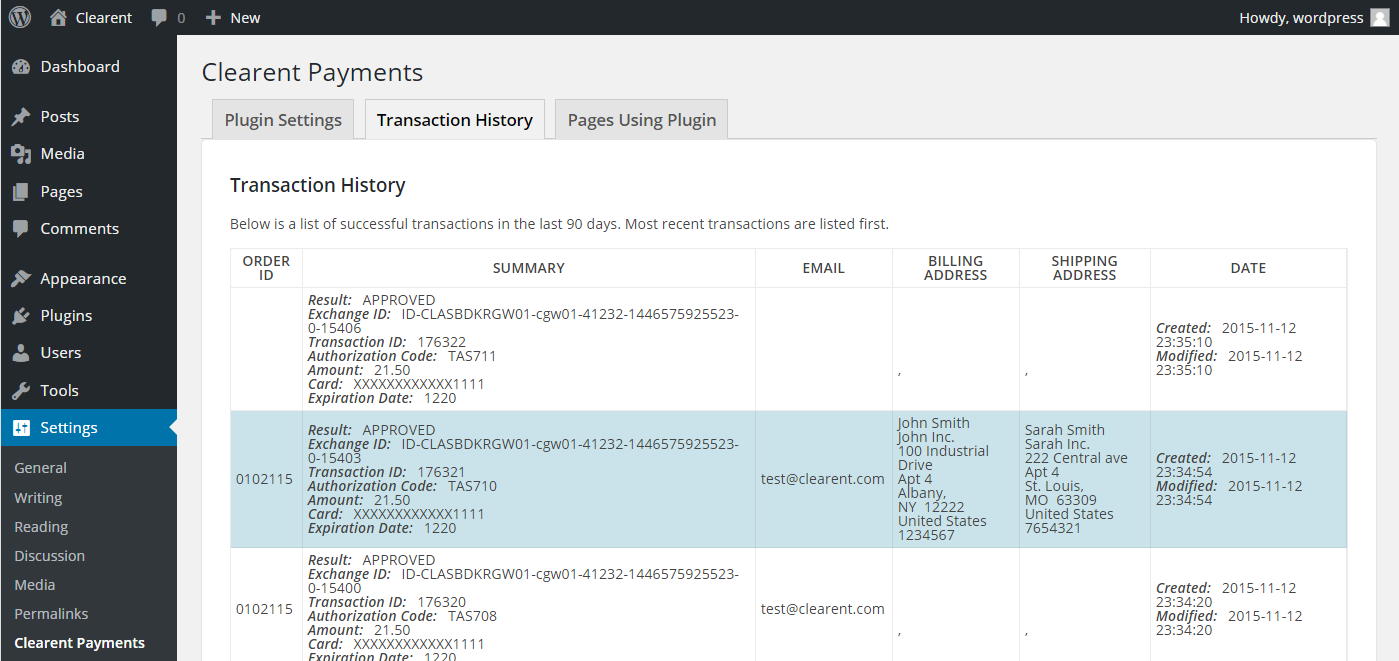 Clearent 0 New Howdy, wordpress
Dashboard
Posts
Media
Pages
Comments
Appearance
Plugins
Users
Tools
Settings
General
Writing
Reading
Discussion
Media
Permalinks
Clearent Payments
Clearent Payments
Plugin Settings Transaction History Pages Using Plugin
Transaction History
Below is a list of successful transactions in the last 90 days. Most recent transactions are listed first.
ORDER
ID
SUMMARY
EMAIL
BILLING
ADDRESS
SHIPPING
ADDRESS
DATE
Result: APPROVED
Exchange ID: ID-CLASBDKRGW01-cgw01-41232-1446575925523-
0-15406
Transaction ID: 176322
Authorization Code: TAS711
Amount: 21.50
Card: XXXXXXXXXXXX1111
Expiration Date: 1220
,
,
Created: 2015-11-12
23:35:10
Modified: 2015-11-12
23:35:10
0102115
Result: APPROVED
Exchange ID: ID-CLASBDKRGW01-cgw01-41232-1446575925523-
0-15403
Transaction ID: 176321
Authorization Code: TAS710
Amount: 21.50
Card: XXXXXXXXXXXX1111
Expiration Date: 1220
test@clearent.com
John Smith
John Inc.
100 Industrial
Drive
Apt 4
Albany,
NY 12222
United States
1234567
Sarah Smith
Sarah Inc.
222 Central ave
Apt 4
St. Louis,
MO 63309
United States
7654321
Created: 2015-11-12
23:34:54
Modified: 2015-11-12
23:34:54
0102115
Result: APPROVED
Exchange ID: ID-CLASBDKRGW01-cgw01-41232-1446575925523-
0-15400
Transaction ID: 176320
Authorization Code: TAS708
Amount: 21.50
Card: XXXXXXXXXXXX1111
Expiration Date: 1220
test@clearent.com
,
,
Created: 2015-11-12
23:34:20
Modified: 2015-11-12
23:34:20